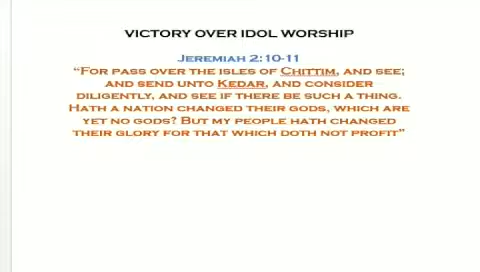 VICTORY OVER IDOL WORSHIP
JEREMIAH 2:10-11
“FOR PASS OVER THE ISLES OF CHITTIM, AND SEE;
AND SEND UNTO KEDAR, AND CONSIDER
DILIGENTLY, AND SEE IF THERE BE SUCH A THING.
HATH A NATION CHANGED THEIR GODS, WHICH ARE
YET NO GODS? BUT MY PEOPLE HATH CHANGED
THEIR GLORY FOR THAT WHICH DOTH NOT PROFIT”